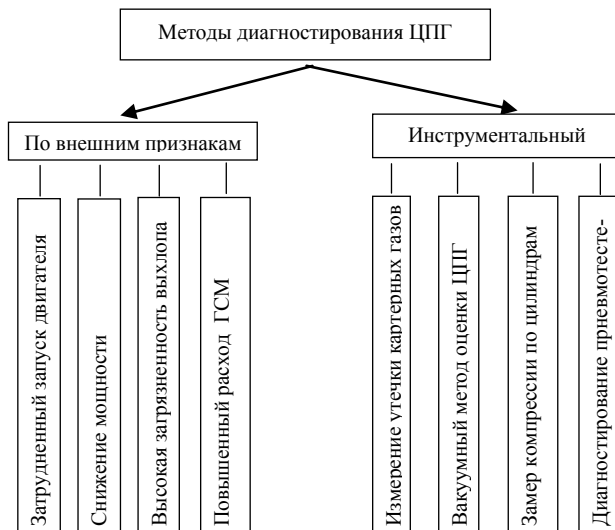 Методы диагностирования ЦПГ
По внешним признакам
Инструментальный
Затрудненный запуск двигателя
Снижение мощности
Высокая загрязненность выхлопа
Повышенный расход ГСМ
Измерение утечки картерных газов
Вакуумный метод оценки ЦПГ
Замер компрессии по цилиндрам
Диагностирование прневмотесте-